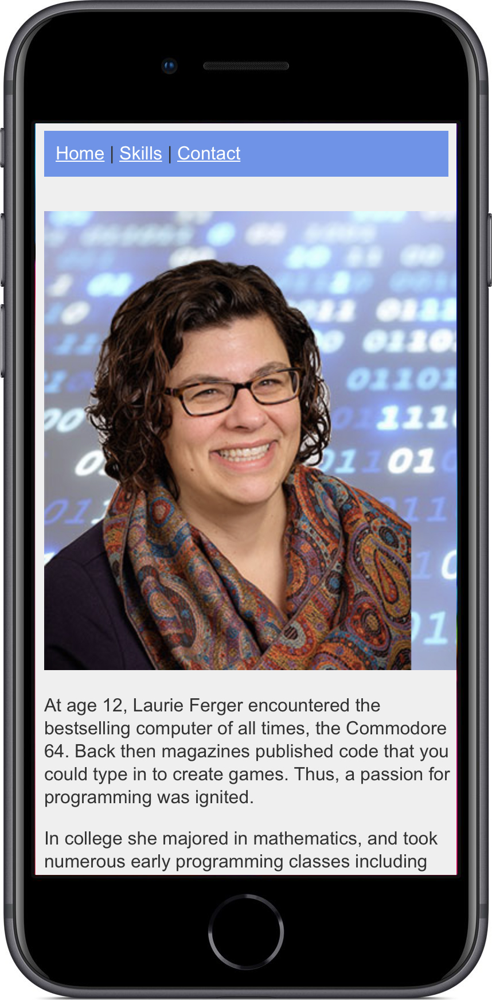 Home | Skills | Contact
At age 12, Laurie Ferger encountered the
bestselling computer of all times, the Commodore
64. Back then magazines published code that you
could type in to create games. Thus, a passion for
programming was ignited.
In college she majored in mathematics, and took
numerous early programming classes including